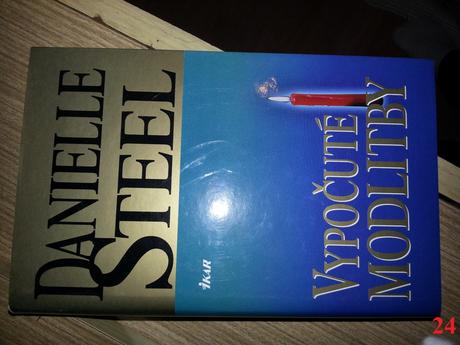 DANIELLE
STEEL
VYPOČUTÉ
MODLITBY
IKAR
24